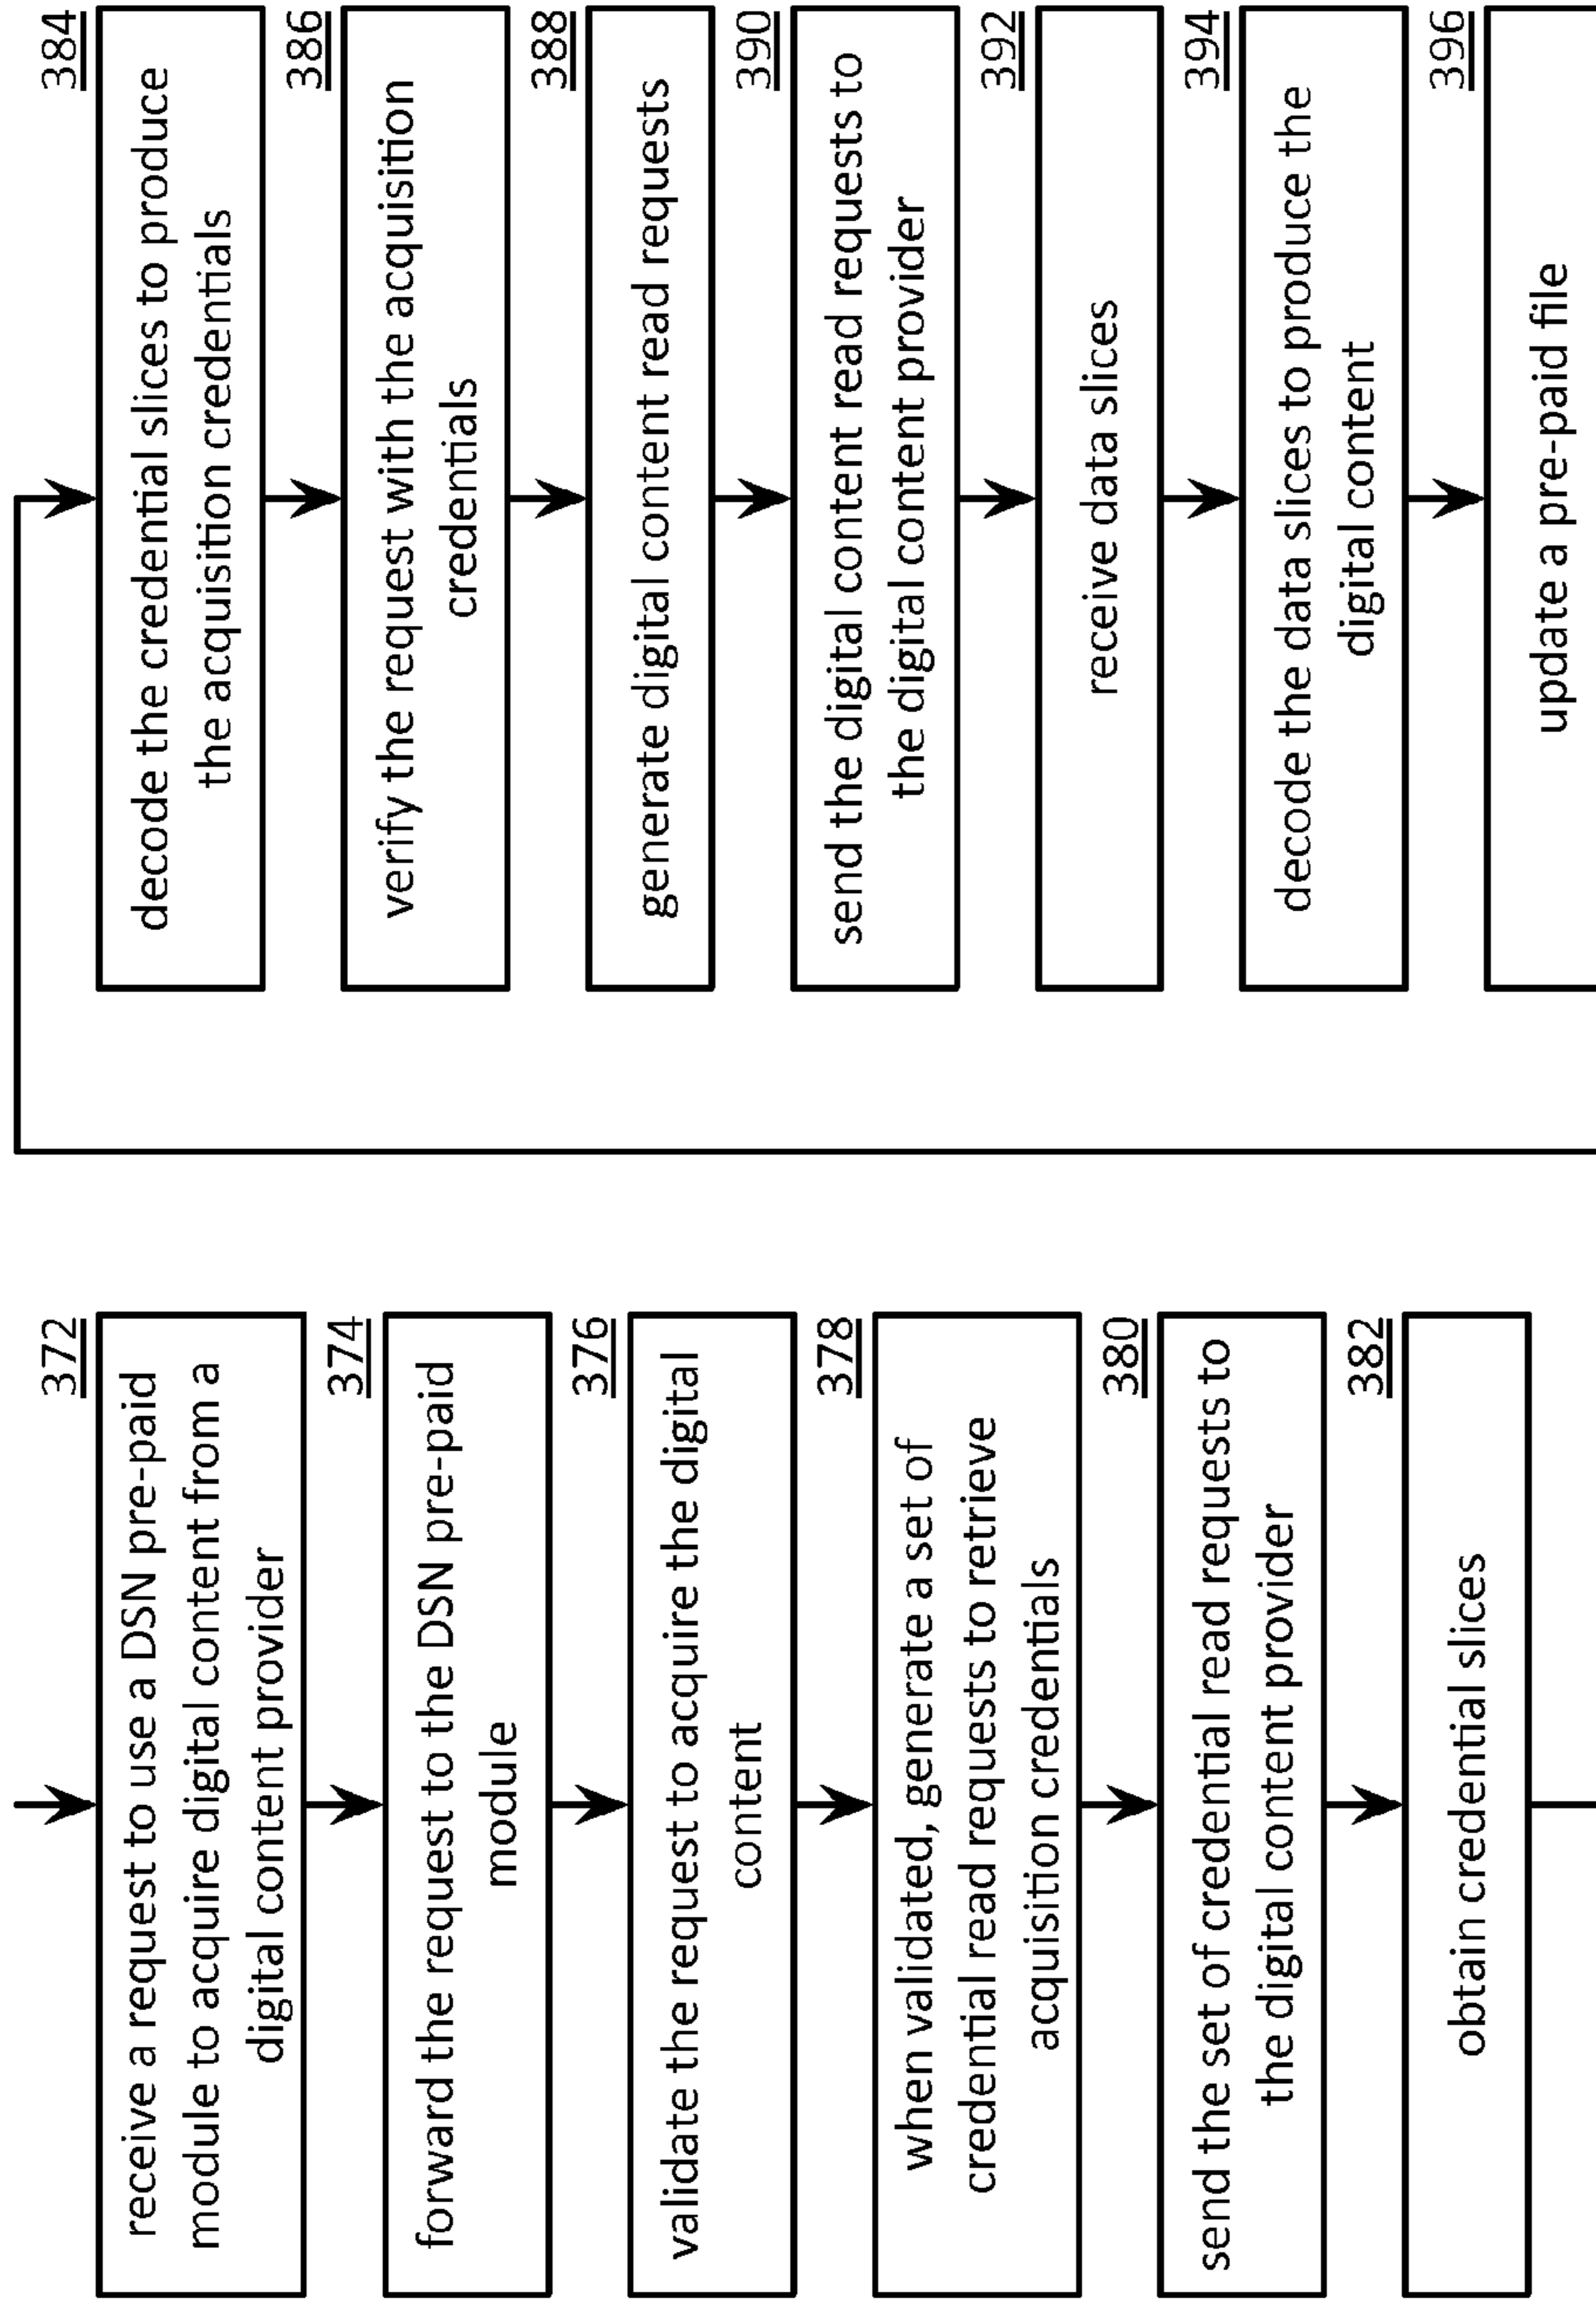 372
receive a request to use a DSN pre-paid
module to acquire digital content from a
digital content provider
374
forward the request to the DSN pre-paid
module
376
validate the request to acquire the digital
content
378
when validated, generate a set of
credential read requests to retrieve
acquisition credentials
380
send the set of credential read requests to
the digital content provider
382
obtain credential slices
384
decode the credential slices to produce
the acquisition credentials
386
verify the request with the acquisition
credentials
388
generate digital content read requests
390
send the digital content read requests to
the digital content provider
392
receive data slices
394
decode the data slices to produce the
digital content
396
update a pre-paid file